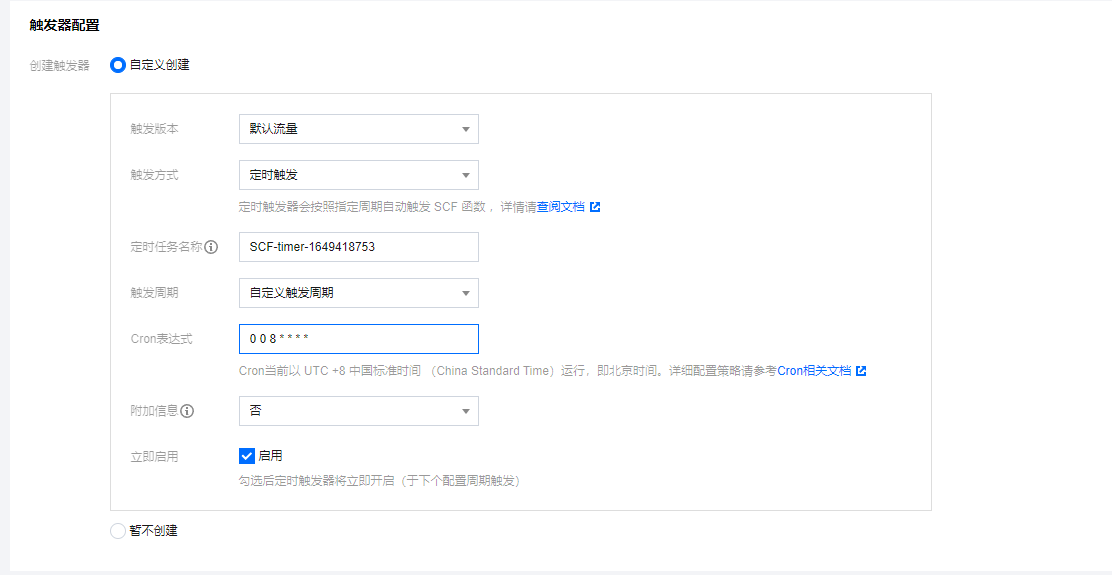 触发器配置
创建触发器 自定义创建
触发版本 默认流量
触发方式 定时触发
定时触发器会按照指定周期自动触发 SCF 函数 ，详情请查阅文档
定时任务名称 SCF-timer-1649418753
触发周期 自定义触发周期
Cron表达式 0 0 8 * * * *
Cron当前以 UTC +8 中国标准时间 （China Standard Time）运行，即北京时间。详细配置策略请参考Cron相关文档
附加信息 否
立即启用 启用
勾选后定时触发器将立即开启（于下个配置周期触发）
暂不创建